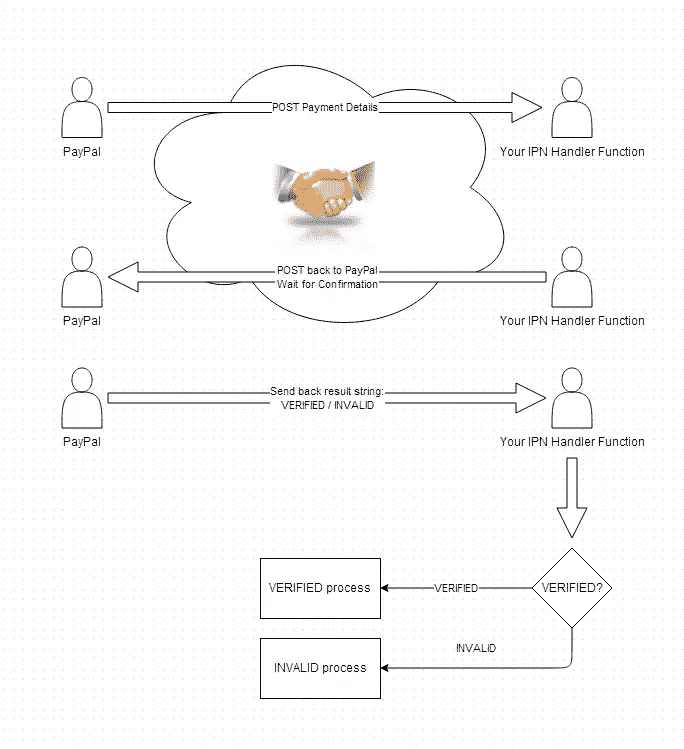 POST Payment Details
PayPal
Your IPN Handler Function
POST back to PayPal
Wait for Confirmation
PayPal
Your IPN Handler Function
Send back result string:
VERIFIED / INVALID
PayPal
Your IPN Handler Function
VERIFIED process
VERIFIED
VERIFIED?
INVALID
INVALID process